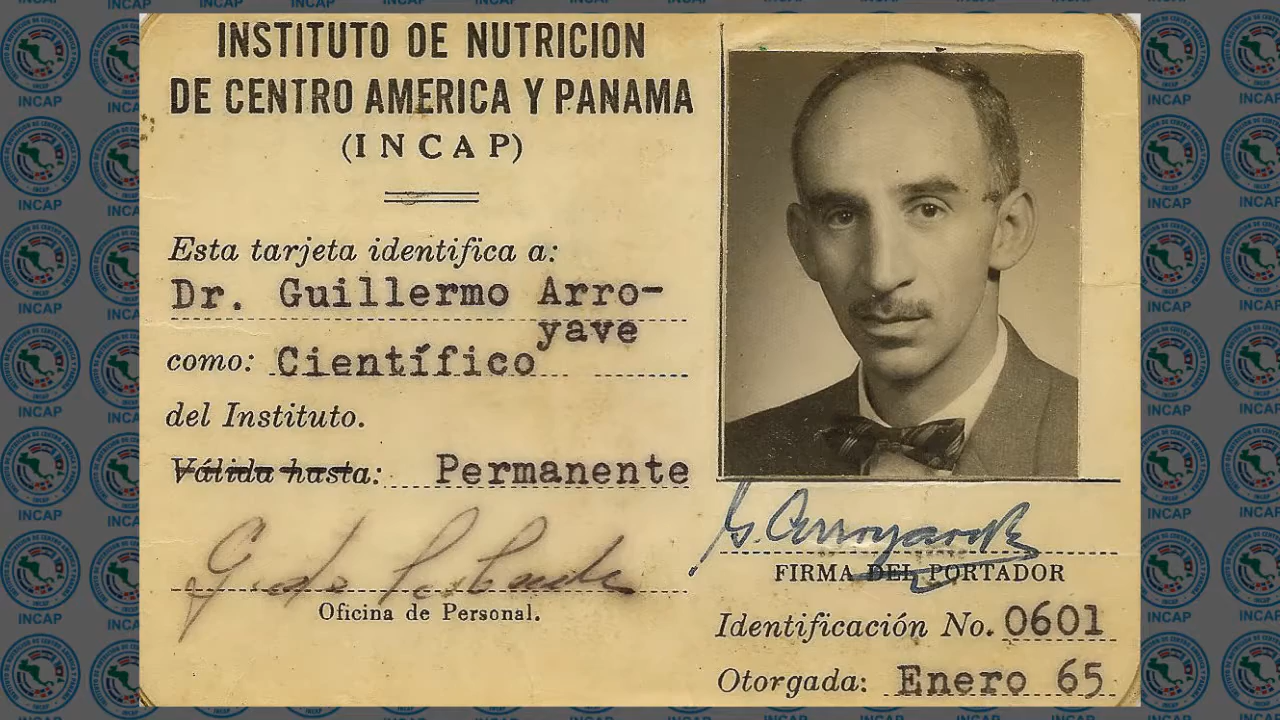 INSTITUTO DE NUTRICION
DE CENTRO AMERICA Y PANAMA
(INCAP)
Esta tarjeta identifica a:
Dr. Guillermo Arro-
yave
como: Científico
del Instituto.
Válida hasta: Permanente
Oficina de Personal.
G. Arroyave
FIRMA DEL PORTADOR
Identificación No. 0601
Otorgada: Enero 65
INCAP